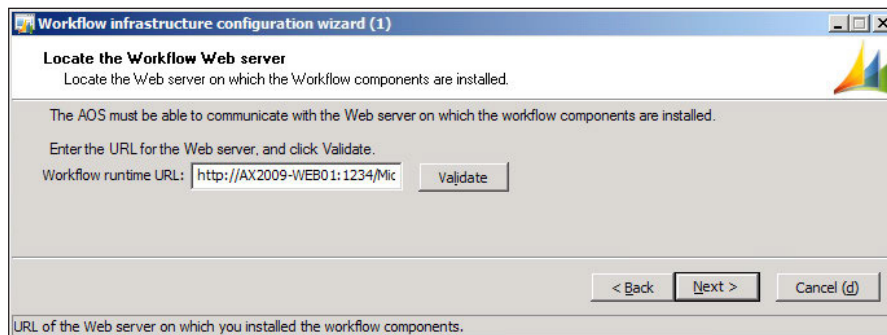 Workflow infrastructure configuration wizard (1)
Locate the Workflow Web server
Locate the Web server on which the Workflow components are installed.
The AOS must be able to communicate with the Web server on which the workflow components are installed.
Enter the URL for the Web server, and click Validate.
Workflow runtime URL: http://AX2009-WEB01:1234/Mic Validate
< Back Next > Cancel (d)
URL of the Web server on which you installed the workflow components.